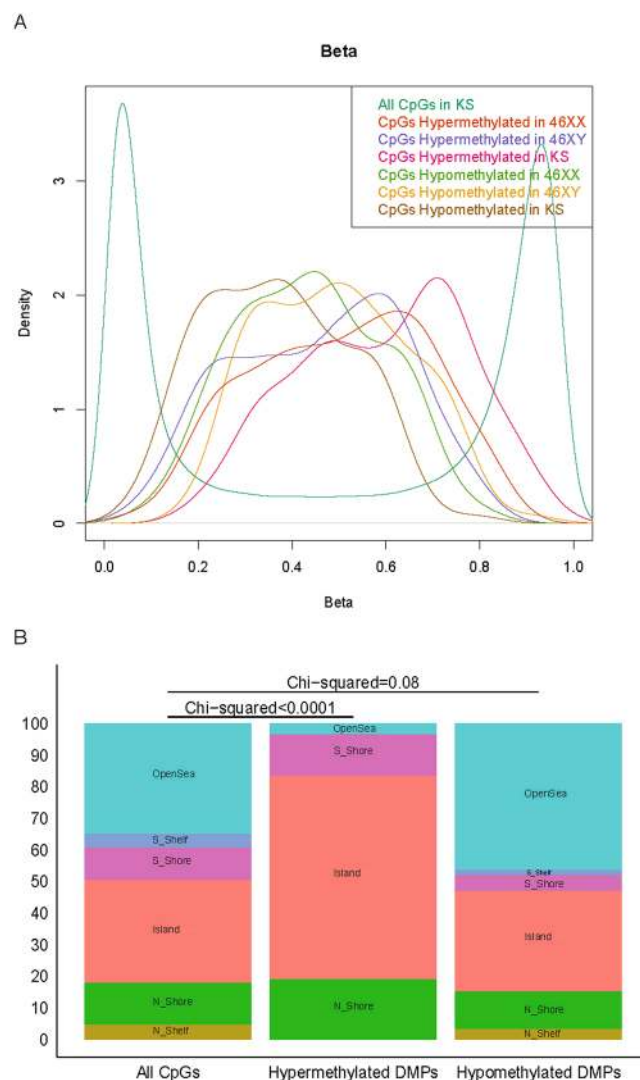 A
Beta
All CpGs in KS
CpGs Hypermethylated in 46XX
CpGs Hypermethylated in 46XY
CpGs Hypermethylated in KS
CpGs Hypomethylated in 46XX
CpGs Hypomethylated in 46XY
CpGs Hypomethylated in KS
Density
3
2
1
0
0.0 0.2 0.4 0.6 0.8 1.0
Beta
B
Chi-squared=0.08
Chi-squared<0.0001
100
90
80
70
60
50
40
30
20
10
0
OpenSea
S_Shelf
S_Shore
Island
N_Shore
N_Shelf
OpenSea
S_Shore
Island
N_Shore
OpenSea
S_Shelf
S_Shore
Island
N_Shore
N_Shelf
All CpGs Hypermethylated DMPs Hypomethylated DMPs